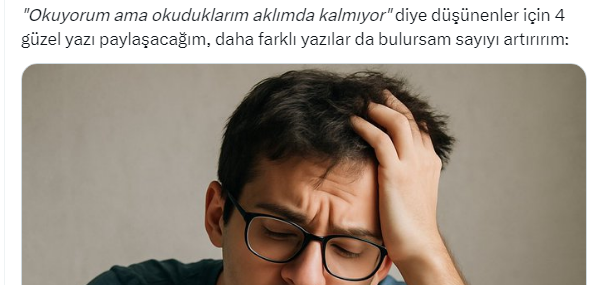 "Okuyorum ama okuduklarım aklımda kalmıyor" diye düşünenler için 4
güzel yazı paylaşacağım, daha farklı yazılar da bulursam sayıyı artırırım: